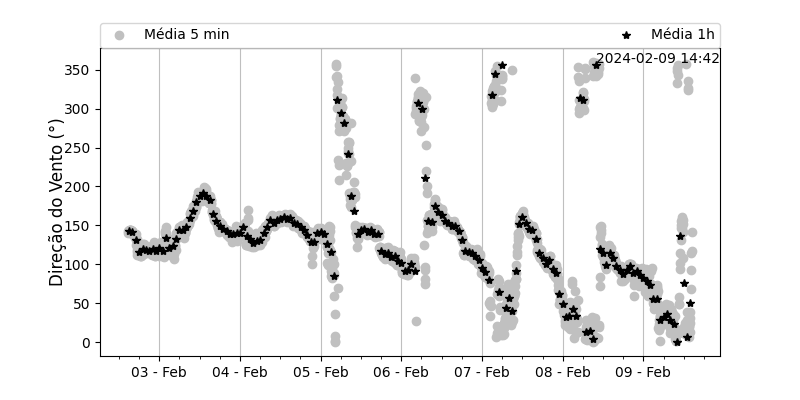 Média 5 min
Média 1h
2024-02-09 14:42
Direção do Vento (°)
350
300
250
200
150
100
50
0
03 - Feb
04 - Feb
05 - Feb
06 - Feb
07 - Feb
08 - Feb
09 - Feb